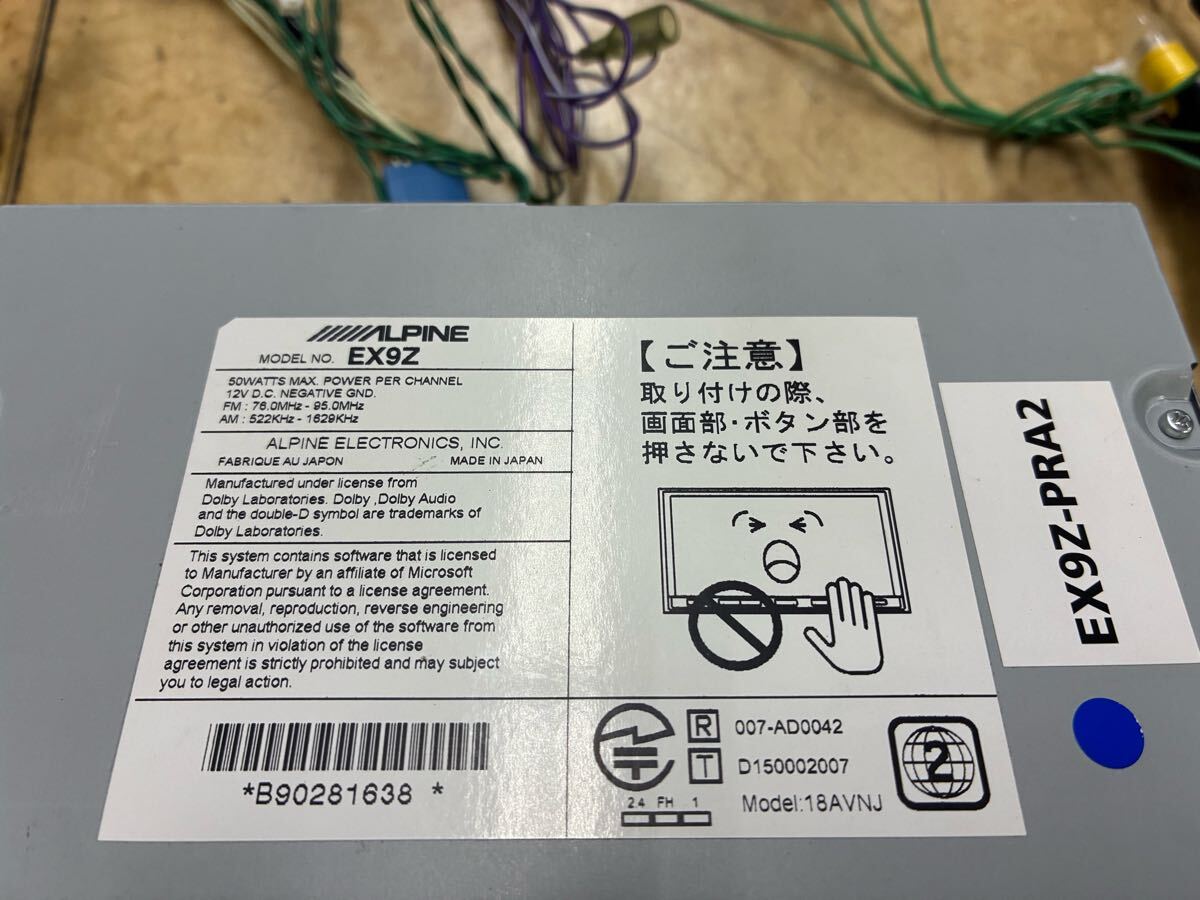 ALPINE
MODEL NO. EX9Z
50WATTS MAX. POWER PER CHANNEL
12V D.C. NEGATIVE GND.
FM : 76.0MHz - 95.0MHz
AM : 522KHz - 1629KHz
ALPINE ELECTRONICS, INC.
FABRIQUE AU JAPON MADE IN JAPAN
Manufactured under license from
Dolby Laboratories. Dolby ,Dolby Audio
and the double-D symbol are trademarks of
Dolby Laboratories.
This system contains software that is licensed
to Manufacturer by an affiliate of Microsoft
Corporation pursuant to a license agreement.
Any removal, reproduction, reverse engineering
or other unauthorized use of the software from
this system in violation of the license
agreement is strictly prohibited and may subject
you to legal action.
*B90281638 *
【ご注意】
取り付けの際、
画面部・ボタン部を
押さないで下さい。
R 007-AD0042
T D150002007
2.4 FH 1
Model:18AVNJ
2
EX9Z-PRA2